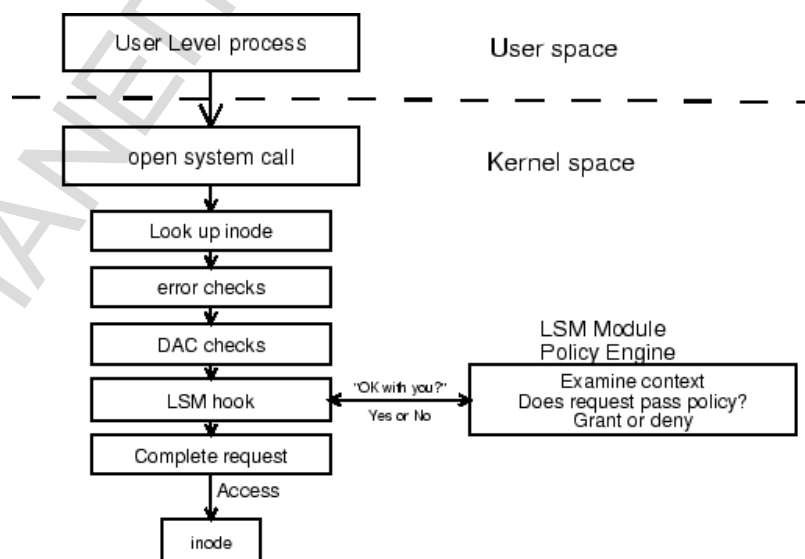 User Level process
User space
open system call
Kernel space
Look up inode
error checks
DAC checks
LSM hook
"OK with you?"
Yes or No
LSM Module
Policy Engine
Examine context
Does request pass policy?
Grant or deny
Complete request
Access
inode